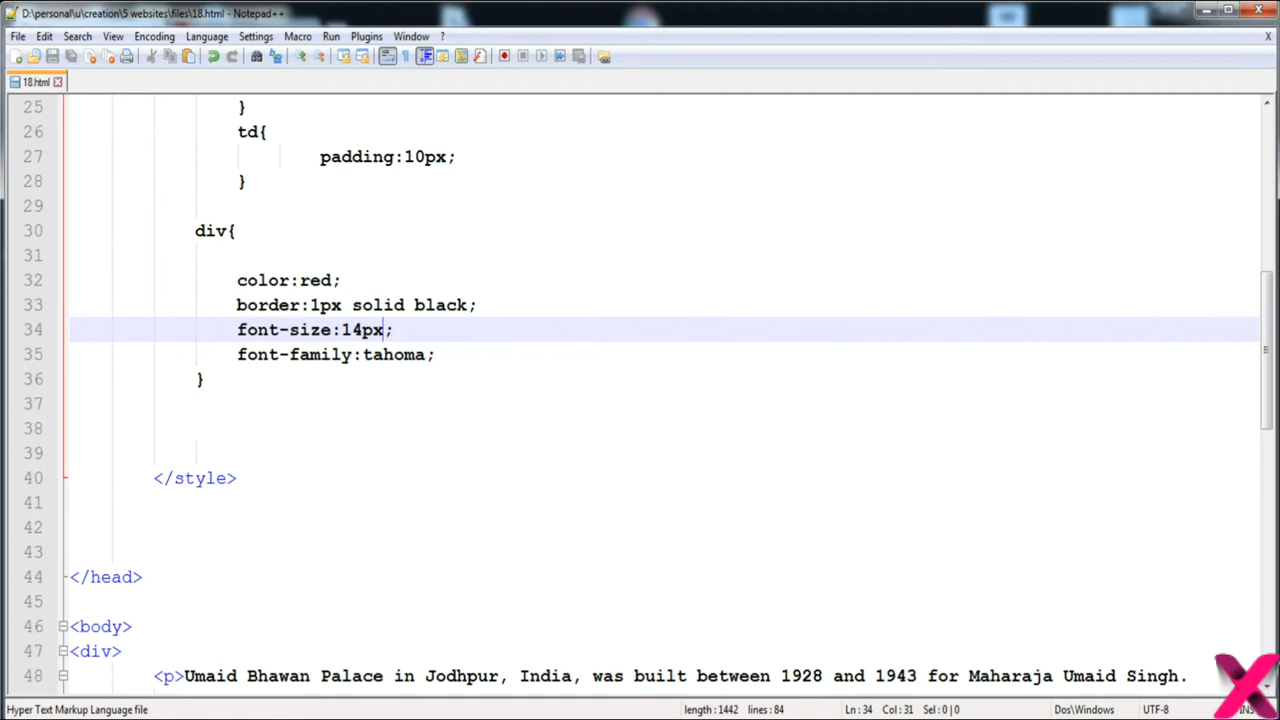 D:\personal\u\creation\5 websites\files\18.html - Notepad++
File Edit Search View Encoding Language Settings Macro Run Plugins Window ? X
18.html
25 }
26 td{
27 padding:10px;
28 }
29
30 div{
31
32 color:red;
33 border:1px solid black;
34 font-size:14px;
35 font-family:tahoma;
36 }
37
38
39
40 </style>
41
42
43
44 </head>
45
46 <body>
47 <div>
48 <p>Umaid Bhawan Palace in Jodhpur, India, was built between 1928 and 1943 for Maharaja Umaid Singh.
Hyper Text Markup Language file length : 1442 lines : 84 Ln : 34 Col : 31 Sel : 0 | 0 Dos\Windows UTF-8